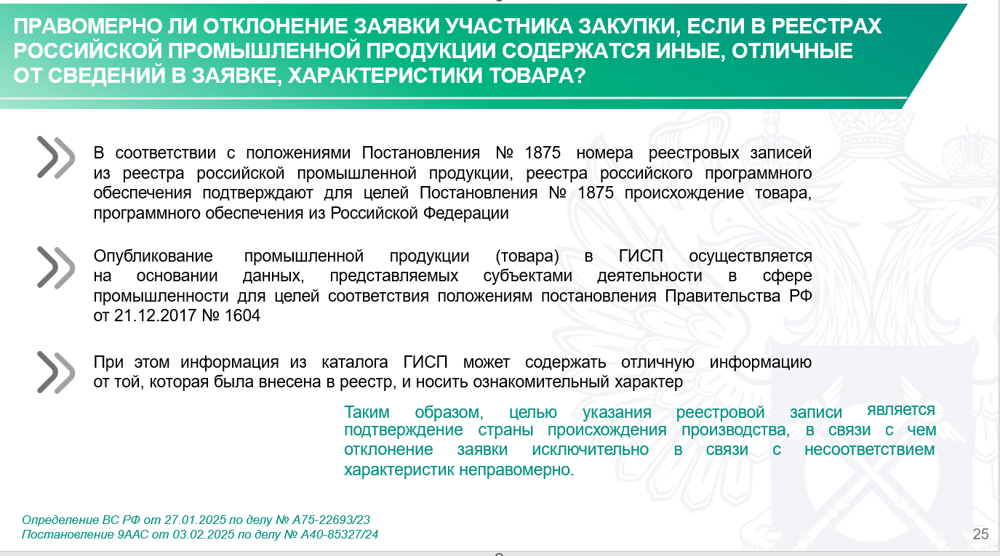 ПРАВОМЕРНО ЛИ ОТКЛОНЕНИЕ ЗАЯВКИ УЧАСТНИКА ЗАКУПКИ, ЕСЛИ В РЕЕСТРАХ
РОССИЙСКОЙ ПРОМЫШЛЕННОЙ ПРОДУКЦИИ СОДЕРЖАТСЯ ИНЫЕ, ОТЛИЧНЫЕ
ОТ СВЕДЕНИЙ В ЗАЯВКЕ, ХАРАКТЕРИСТИКИ ТОВАРА?
В соответствии с положениями Постановления № 1875 номера реестровых записей
из реестра российской промышленной продукции, реестра российского программного
обеспечения подтверждают для целей Постановления № 1875 происхождение товара,
программного обеспечения из Российской Федерации
Опубликование промышленной продукции (товара) в ГИСП осуществляется
на основании данных, представляемых субъектами деятельности в сфере
промышленности для целей соответствия положениям постановления Правительства РФ
от 21.12.2017 № 1604
При этом информация из каталога ГИСП может содержать отличную информацию
от той, которая была внесена в реестр, и носить ознакомительный характер
Таким образом, целью указания реестровой записи является
подтверждение страны происхождения производства, в связи с чем
отклонение заявки исключительно в связи с несоответствием
характеристик неправомерно.
Определение ВС РФ от 27.01.2025 по делу № А75-22693/23
Постановление 9ААС от 03.02.2025 по делу № А40-85327/24
25